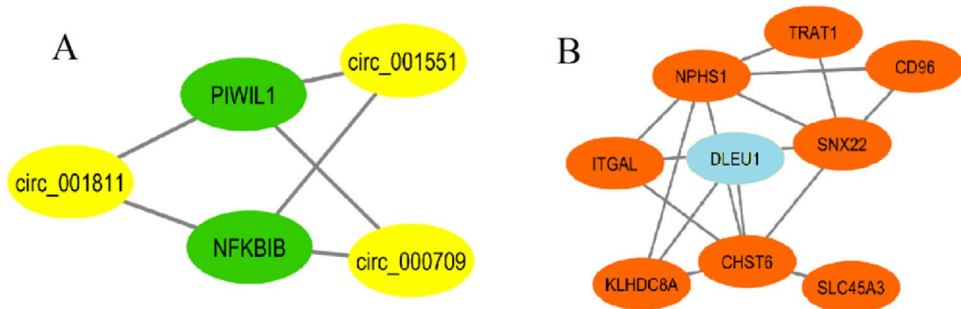 A
circ_001551
PIWIL1
circ_001811
NFKBIB
circ_000709
B
TRAT1
CD96
NPHS1
SNX22
DLEU1
ITGAL
CHST6
KLHDC8A
SLC45A3